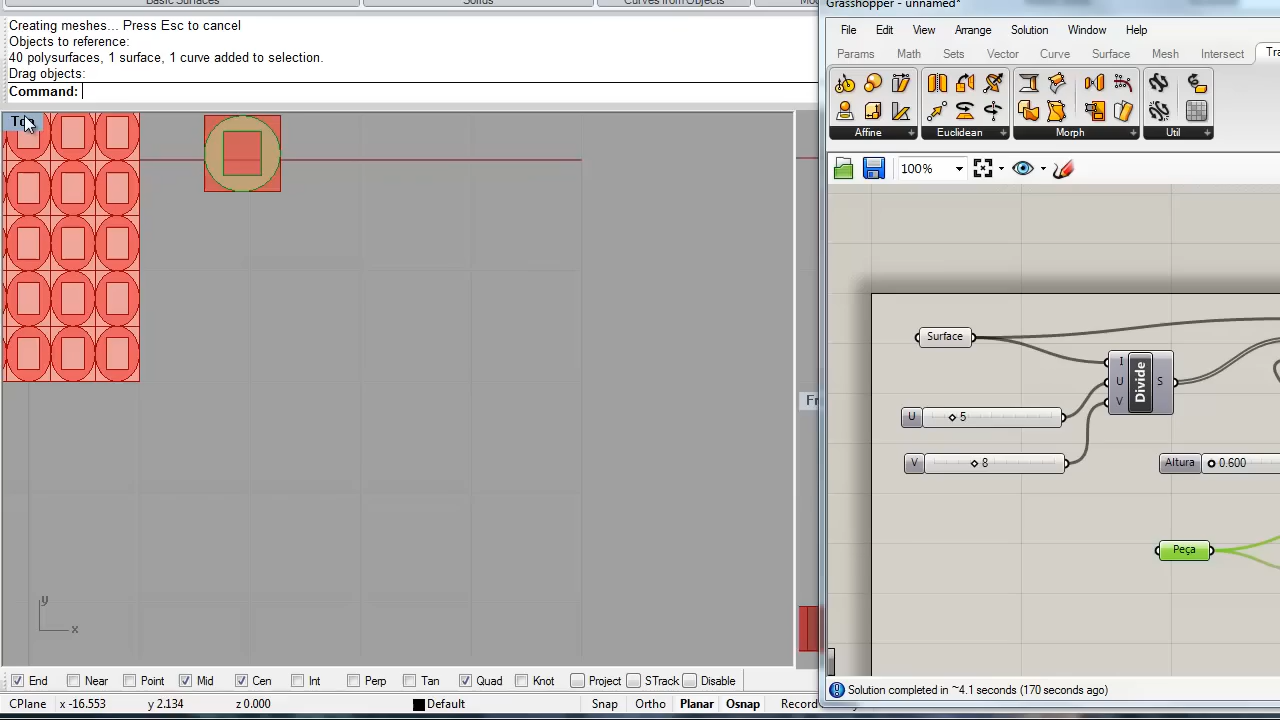 Basic Surfaces Solids Curves from Objects
Creating meshes... Press Esc to cancel
Objects to reference:
40 polysurfaces, 1 surface, 1 curve added to selection.
Drag objects:
Command:
Grasshopper - unnamed*
File Edit View Arrange Solution Window Help
Params Math Sets Vector Curve Surface Mesh Intersect Tra
Affine + Euclidean + Morph + Util +
100%
Surface
I
U
V
Divide
S
U 5
V 8
Altura 0.600
Peça
Fr
y
x
End Near Point Mid Cen Int Perp Tan Quad Knot Project STrack Disable
CPlane x -16.553 y 2.134 z 0.000 Default Snap Ortho Planar Osnap Record
Solution completed in ~4.1 seconds (170 seconds ago)